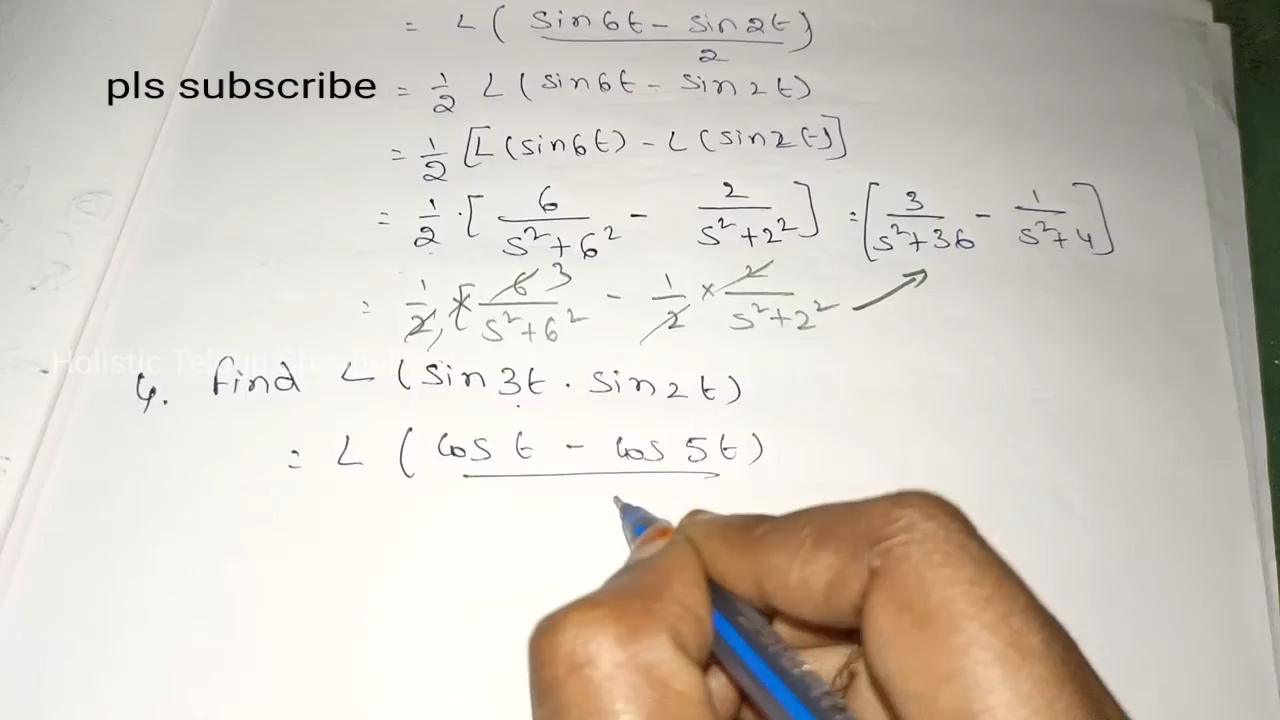 = L ( sin6t - sin2t / 2 )
pls subscribe
= 1/2 L (sin6t - sin2t)
= 1/2 [L (sin6t) - L (sin2t)]
= 1/2 . [ 6 / s²+6² - 2 / s²+2² ] = [ 3 / s²+36 - 1 / s²+4 ]
= 1/2 × [ 6 3 / s²+6² - 1/2 × 2 / s²+2²
Holistic
4. Find L (sin3t . sin2t)
= L ( cos t - cos 5t )